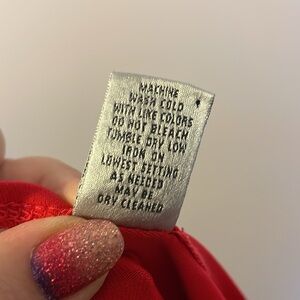 MACHINE
WASH COLD
WITH LIKE COLORS
DO NOT BLEACH
TUMBLE DRY LOW
IRON ON
LOWEST SETTING
AS NEEDED
MAY BE
DRY CLEANED